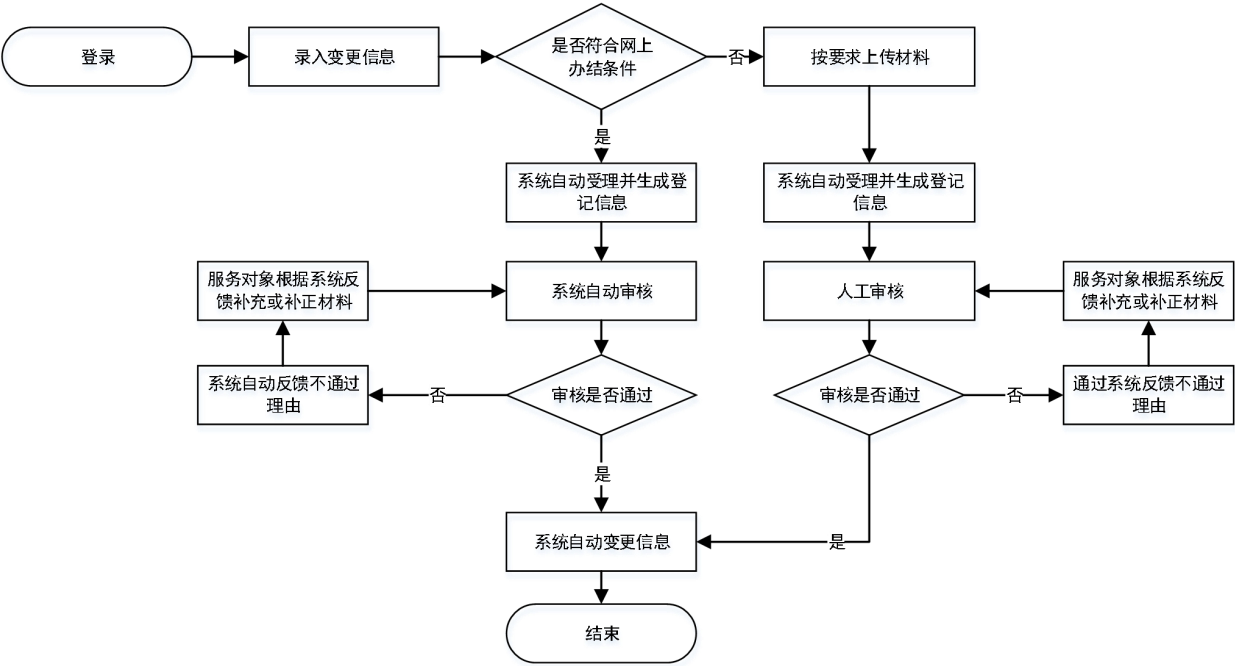 登录
录入变更信息
是否符合网上
办结条件
否
按要求上传材料
是
系统自动受理并生成登
记信息
系统自动受理并生成登记
信息
服务对象根据系统反
馈补充或补正材料
系统自动审核
人工审核
服务对象根据系统反
馈补充或补正材料
系统自动反馈不通过
理由
否
审核是否通过
审核是否通过
否
通过系统反馈不通过
理由
是
系统自动变更信息
是
结束